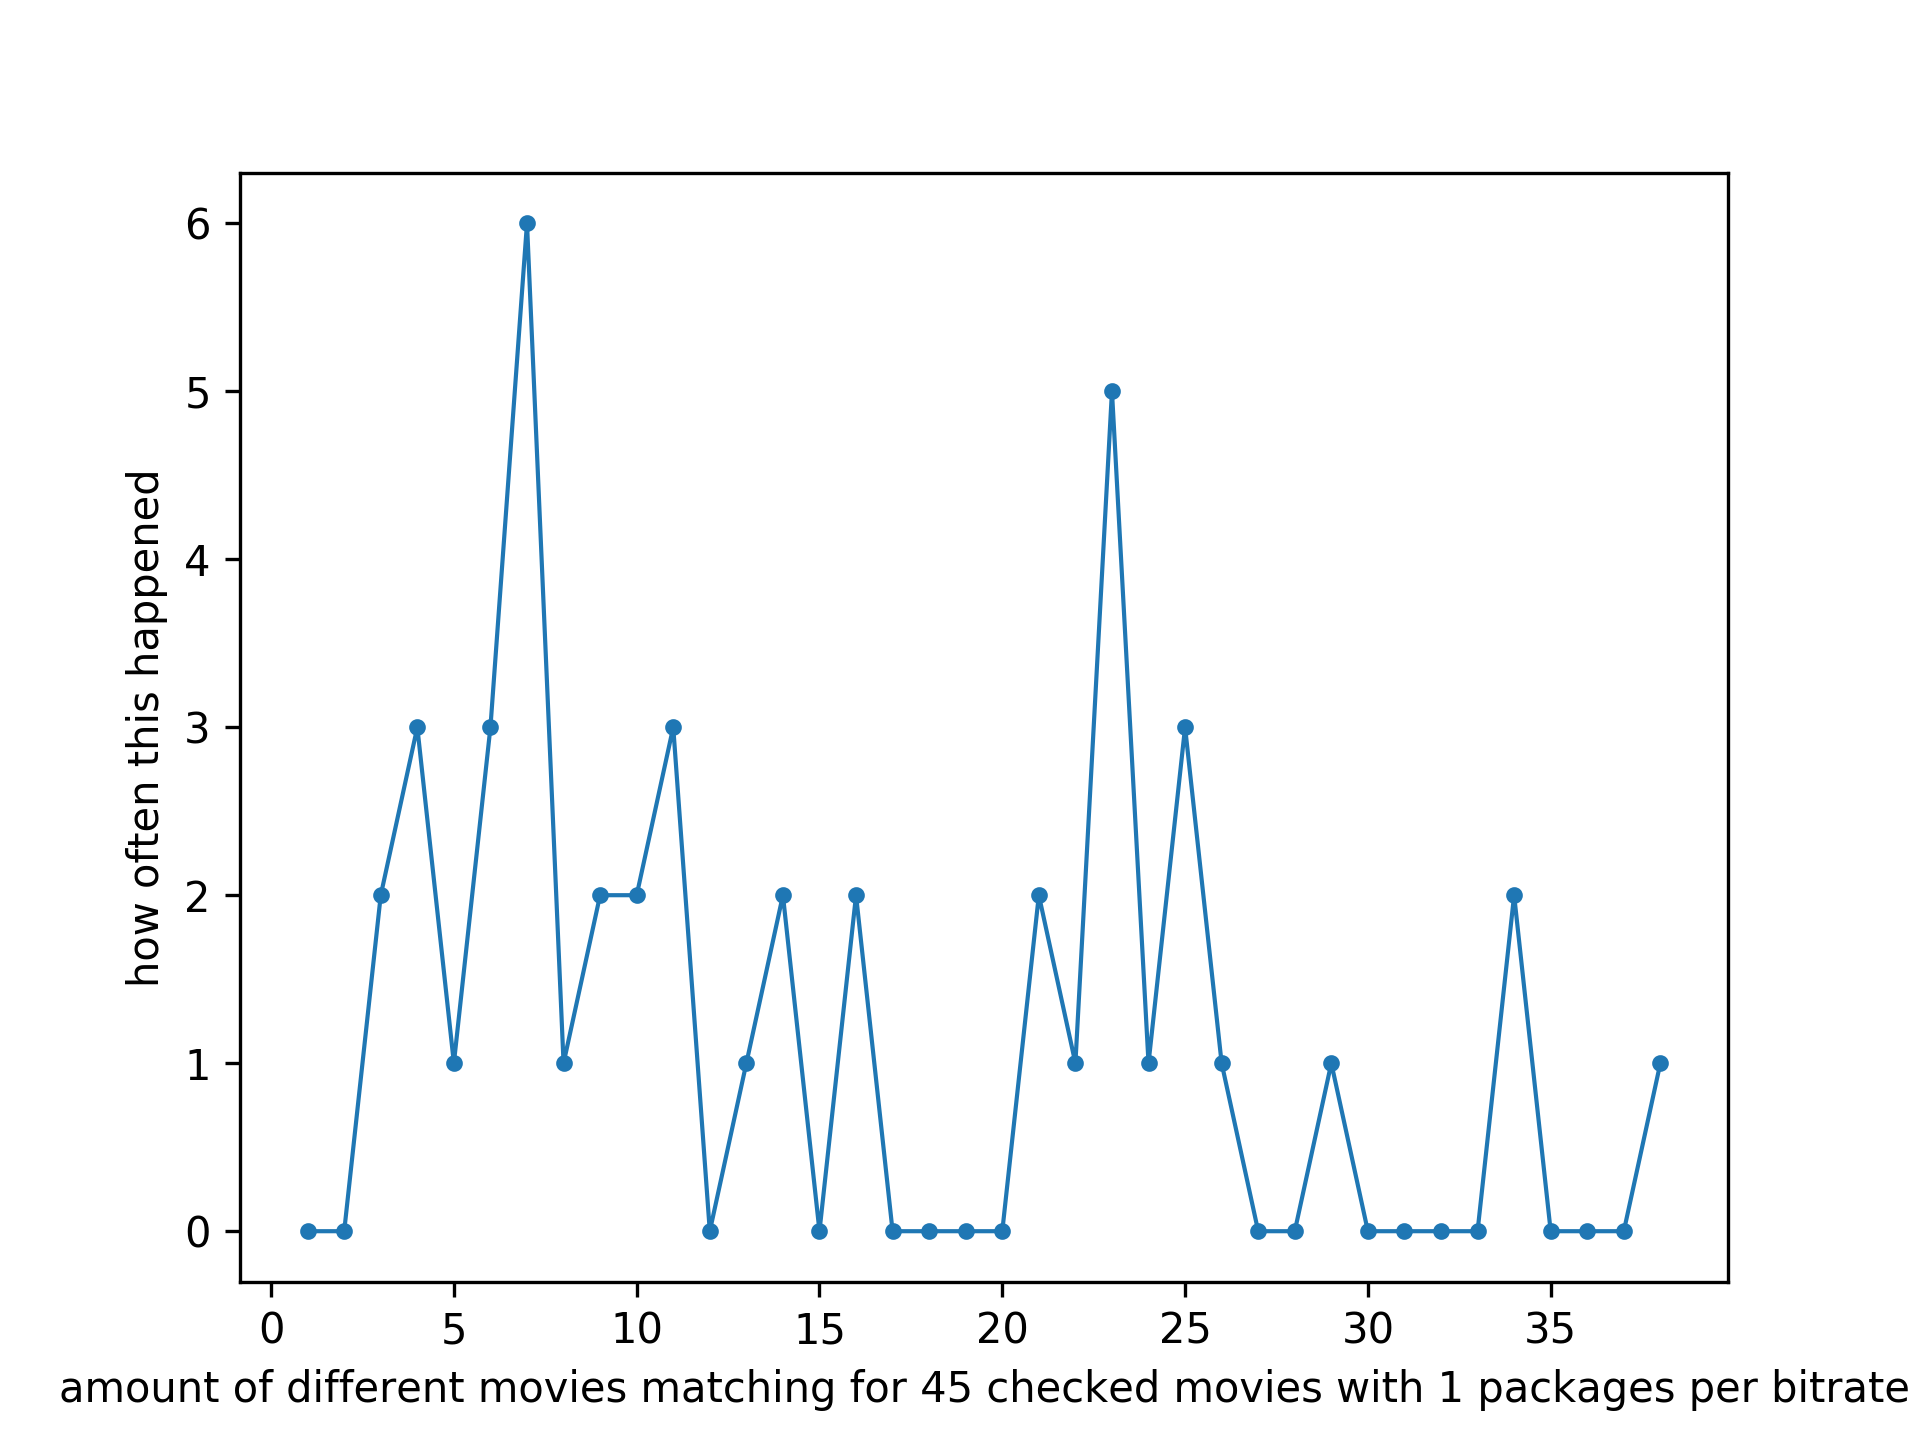 6
5
4
3
2
1
0
how often this happened
0 5 10 15 20 25 30 35
amount of different movies matching for 45 checked movies with 1 packages per bitrate